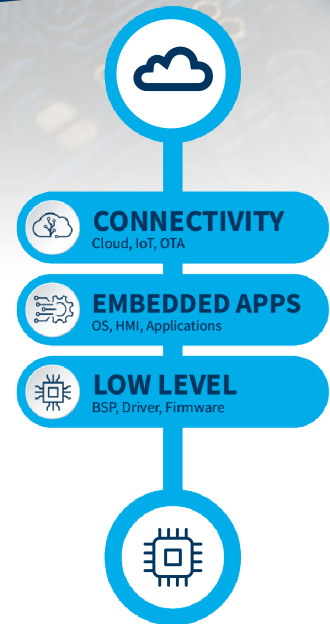 CONNECTIVITY
Cloud, IoT, OTA
EMBEDDED APPS
OS, HMI, Applications
LOW LEVEL
BSP, Driver, Firmware